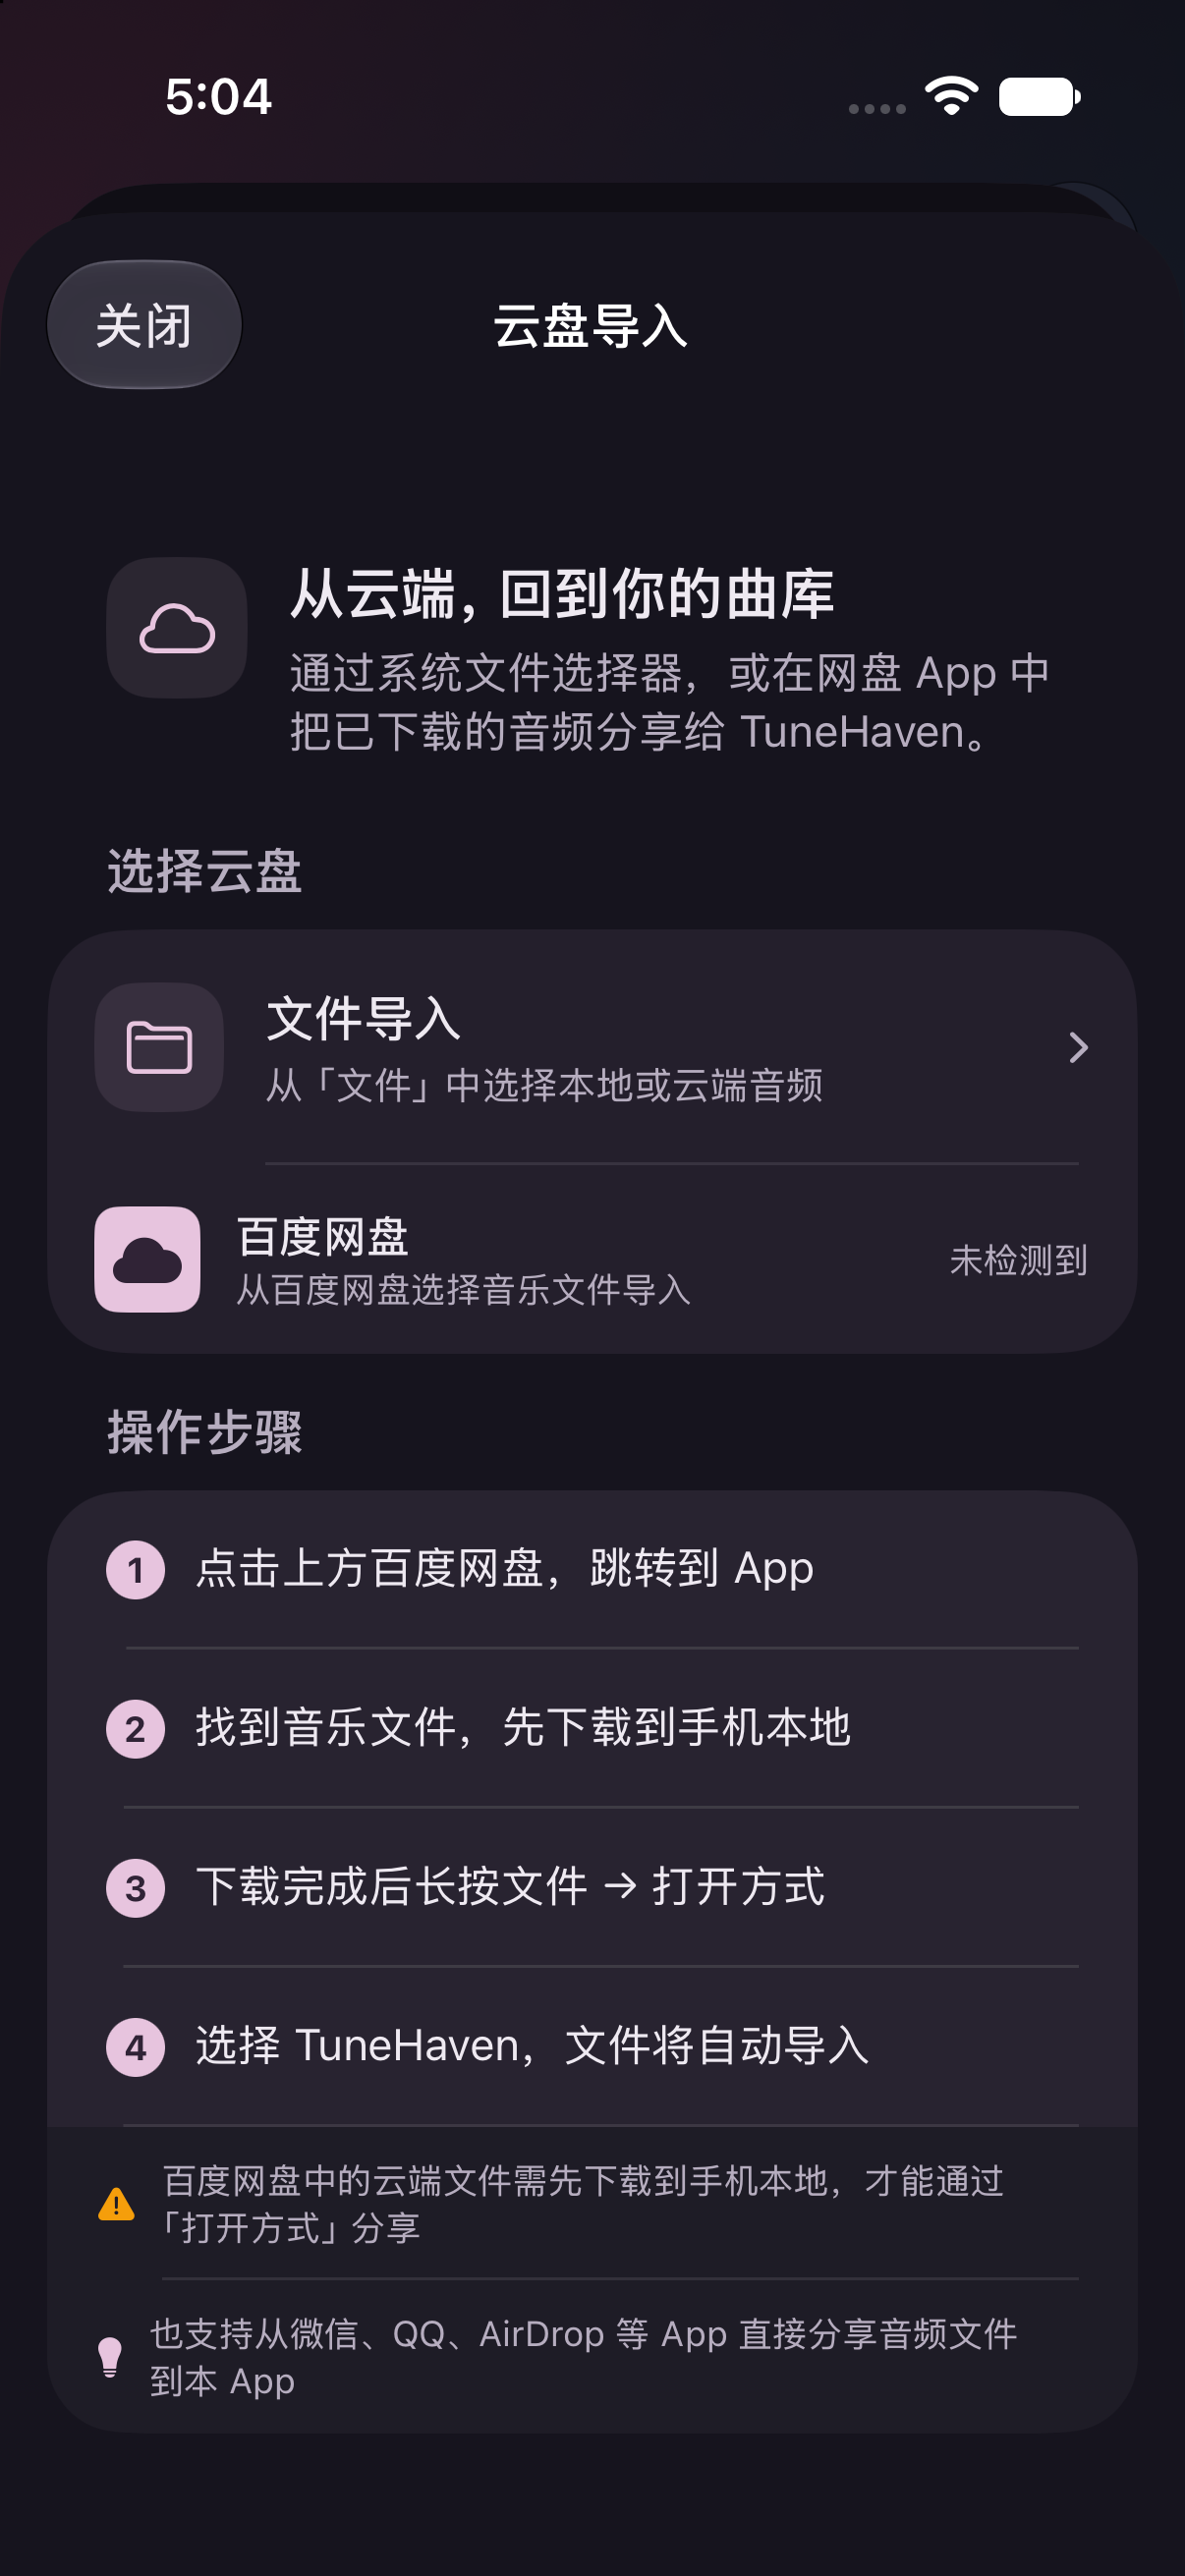 5:04
关闭
云盘导入
从云端，回到你的曲库
通过系统文件选择器，或在网盘 App 中
把已下载的音频分享给 TuneHaven。
选择云盘
文件导入
从「文件」中选择本地或云端音频
百度网盘
从百度网盘选择音乐文件导入
未检测到
操作步骤
1 点击上方百度网盘，跳转到 App
2 找到音乐文件，先下载到手机本地
3 下载完成后长按文件 → 打开方式
4 选择 TuneHaven，文件将自动导入
百度网盘中的云端文件需先下载到手机本地，才能通过
「打开方式」分享
也支持从微信、QQ、AirDrop 等 App 直接分享音频文件
到本 App